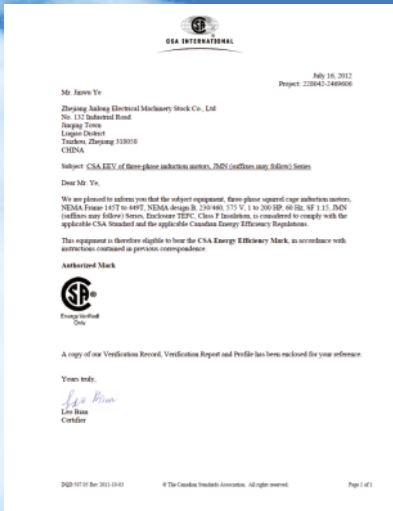 CSA INTERNATIONAL
July 16, 2012
Project:
Mr. Ye
Zhejiang Jinlong Electrical Machinery Stock Co., Ltd
No. 132 Industrial Road
Town
Luqiao District
Taizhou, Zhejiang 318050
CHINA
Subject: CSA EEV of three-phase induction motors, JMN (suffixes may follow) Series
Dear Mr. Ye,
We are pleased to inform you that the subject equipment, three-phase squirrel cage induction motors,
NEMA Frame 145T to 449T, NEMA design B, 230/460, 575 V, 1 to 200 HP, 60 Hz, SF 1.15, JMN
(suffixes may follow) Series, Enclosure TEFC, Class F Insulation, is considered to comply with the
applicable CSA Standard and the applicable Canadian Energy Efficiency Regulations.
This equipment is therefore eligible to bear the CSA Energy Efficiency Mark, in accordance with
instructions contained in previous correspondence.
Authorized Mark
Energy Verified
Only
A copy of our Verification Record, Verification Report and Profile has been enclosed for your reference.
Yours truly,
Leo Bian
Certifier
DQD 507.05 Rev 2011-10-03 © The Canadian Standards Association. All rights reserved. Page 1 of 1